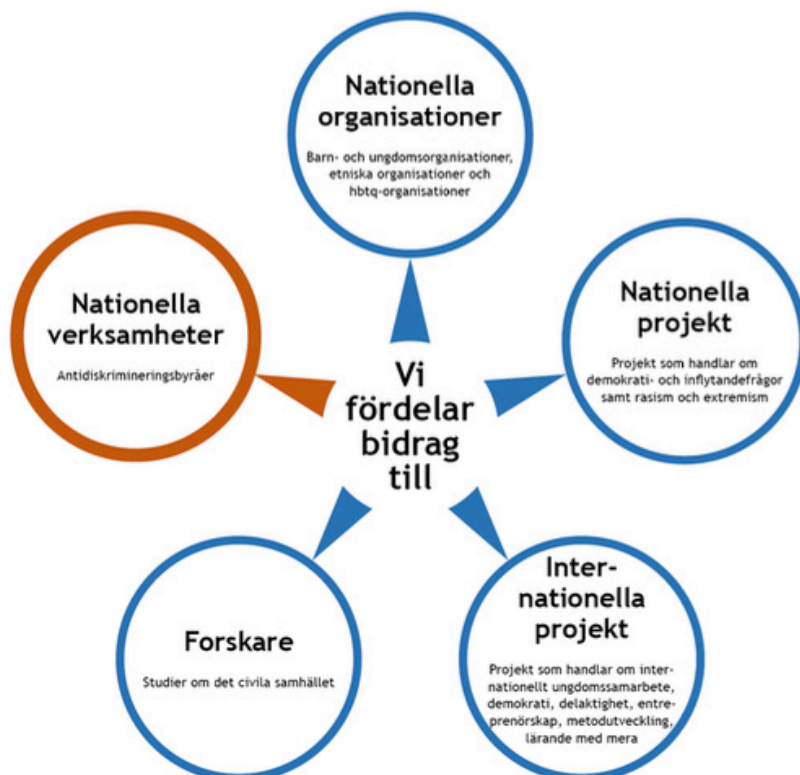 Nationella
organisationer
Barn- och ungdomsorganisationer,
etniska organisationer och
hbtq-organisationer
Nationella
verksamheter
Antidiskrimineringsbyråer
Nationella
projekt
Projekt som handlar om
demokrati- och inflytandefrågor
samt rasism och extremism
Vi
fördelar
bidrag
till
Forskare
Studier om det civila samhället
Inter-
nationella
projekt
Projekt som handlar om inter-
nationellt ungdomssamarbete,
demokrati, delaktighet, entre-
prenörskap, metodutveckling,
lärande med mera